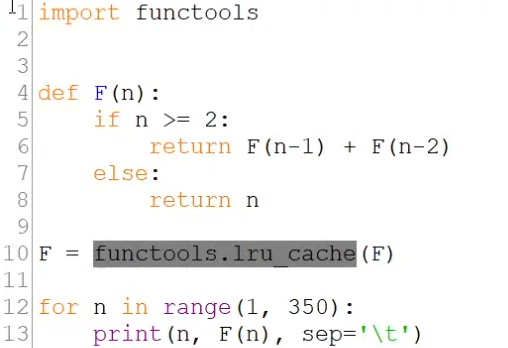 1 import functools
2
3
4 def F(n):
5     if n >= 2:
6         return F(n-1) + F(n-2)
7     else:
8         return n
9
10 F = functools.lru_cache(F)
11
12 for n in range(1, 350):
13     print(n, F(n), sep='\t')